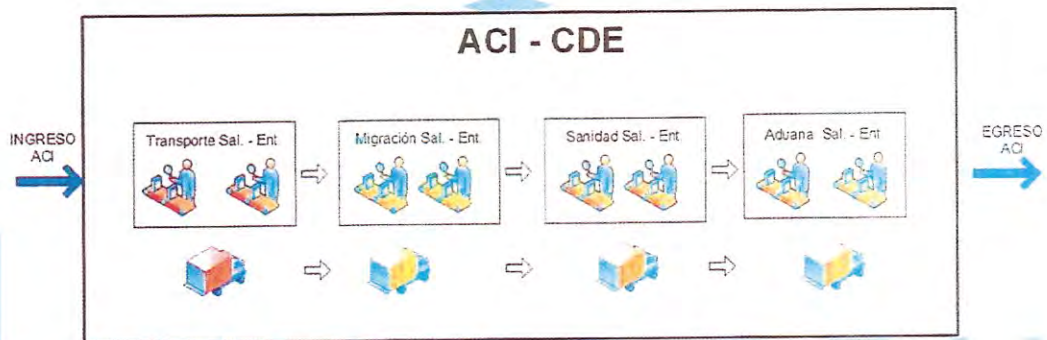 ACI - CDE
INGRESO
ACI
Transporte Sal. - Ent
Migración Sal. - Ent
Sanidad Sal. - Ent
Aduana Sal. - Ent
EGRESO
ACI